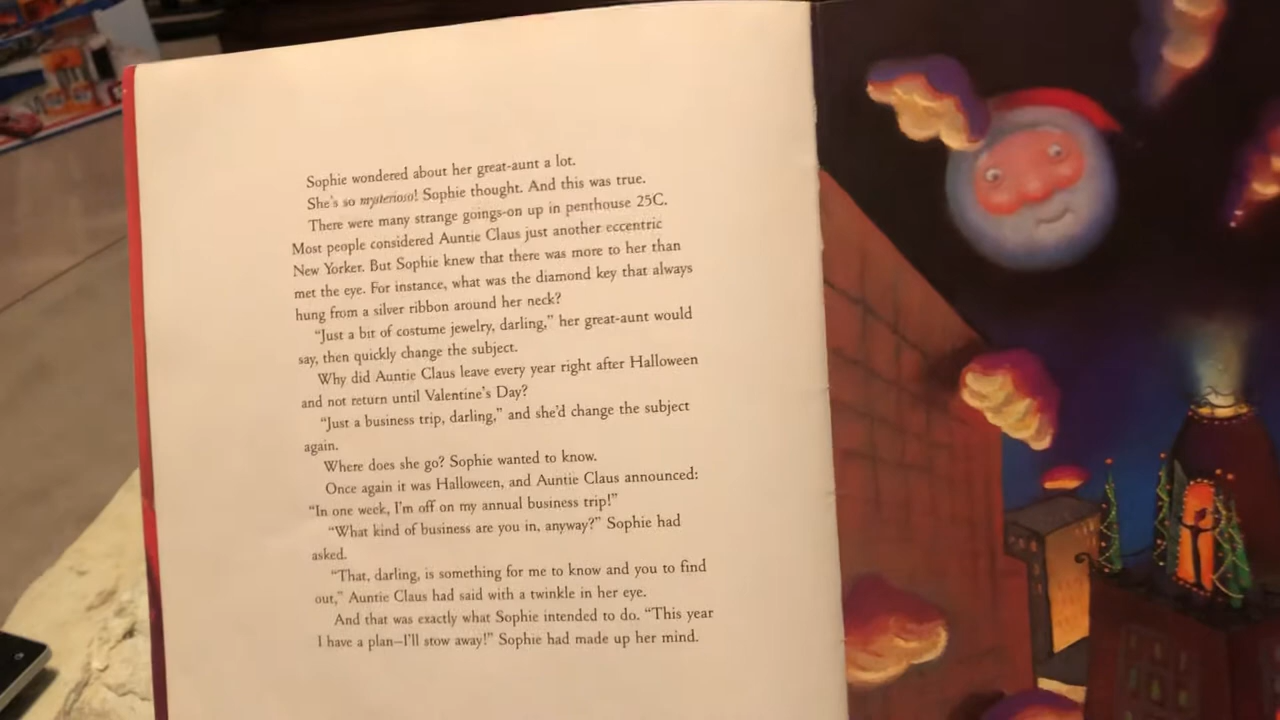 Sophie wondered about her great-aunt a lot.
She's so mysterioso! Sophie thought. And this was true.
There were many strange goings-on up in penthouse 25C.
Most people considered Auntie Claus just another eccentric
New Yorker. But Sophie knew that there was more to her than
met the eye. For instance, what was the diamond key that always
hung from a silver ribbon around her neck?
“Just a bit of costume jewelry, darling,” her great-aunt would
say, then quickly change the subject.
Why did Auntie Claus leave every year right after Halloween
and not return until Valentine's Day?
“Just a business trip, darling,” and she'd change the subject
again.
Where does she go? Sophie wanted to know.
Once again it was Halloween, and Auntie Claus announced:
“In one week, I'm off on my annual business trip!”
“What kind of business are you in, anyway?” Sophie had
asked.
“That, darling, is something for me to know and you to find
out,” Auntie Claus had said with a twinkle in her eye.
And that was exactly what Sophie intended to do. “This year
I have a plan—I'll stow away!” Sophie had made up her mind.